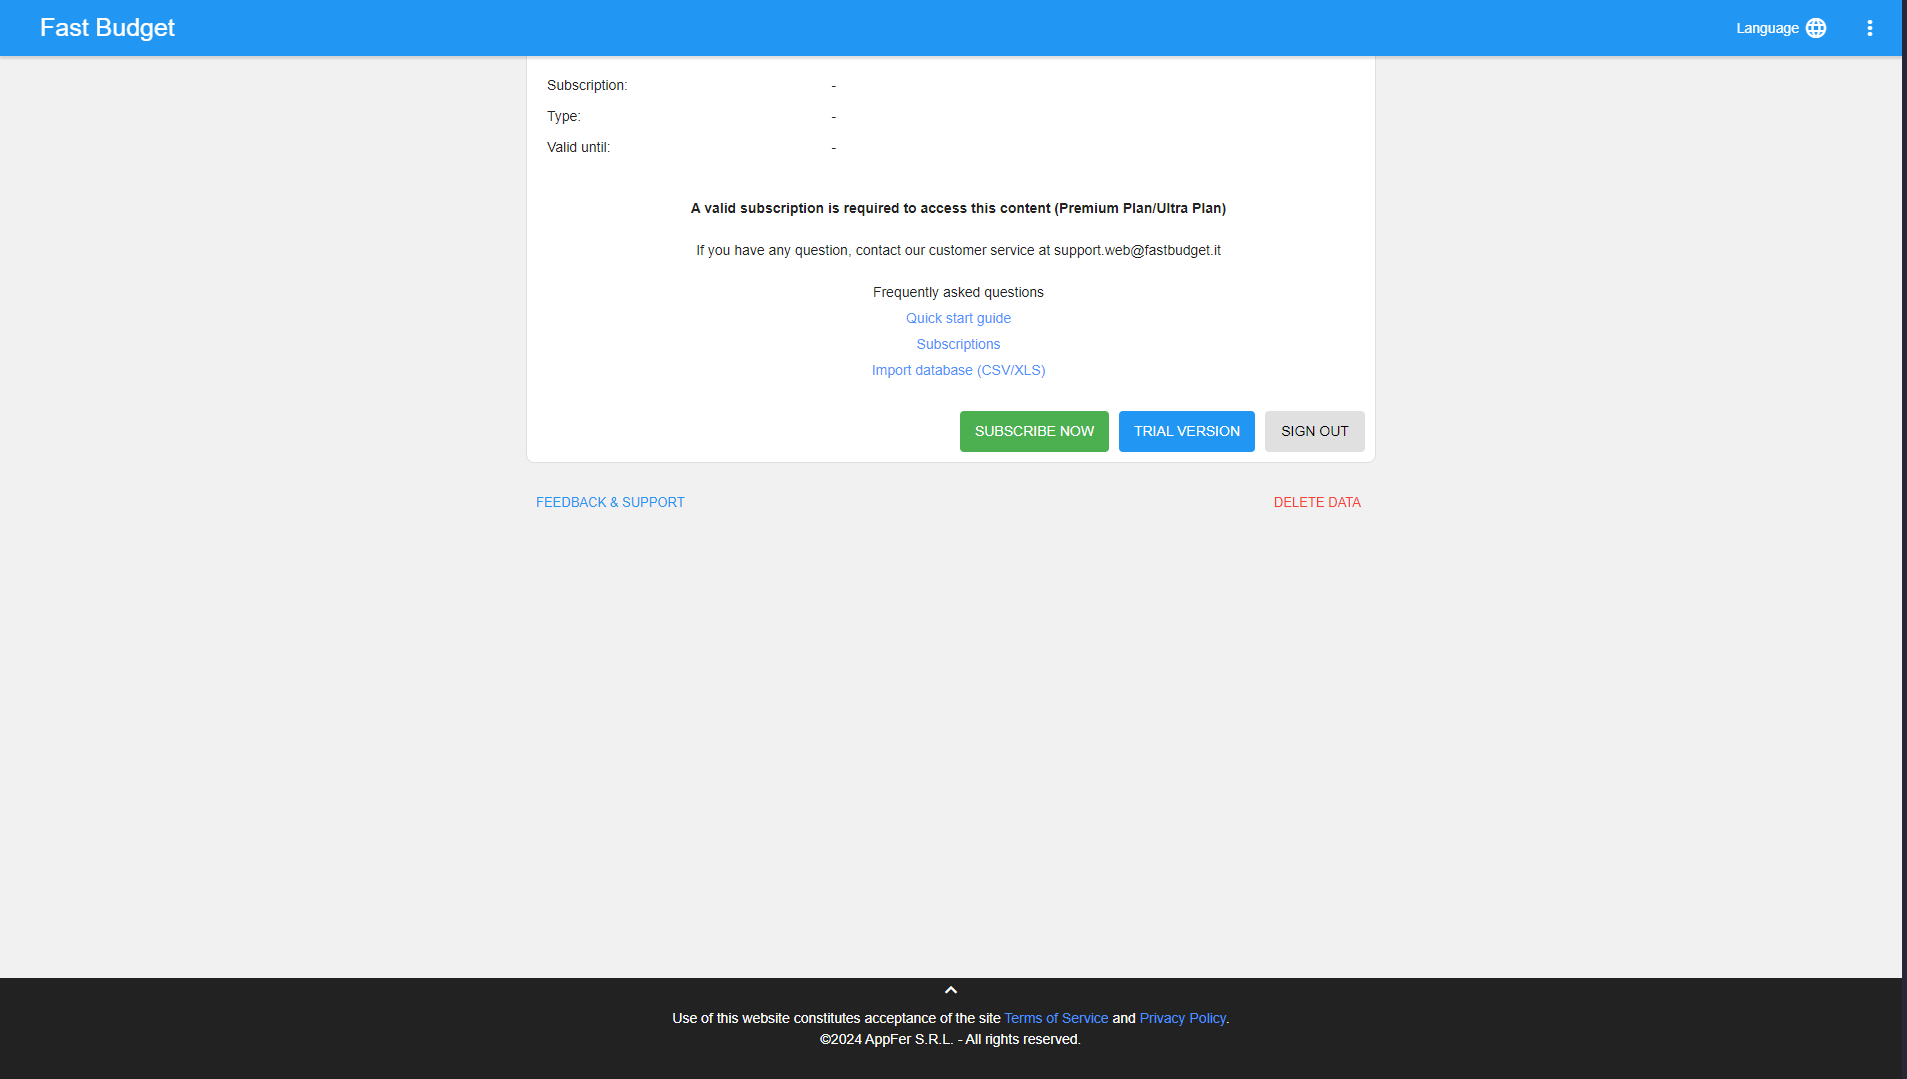 Fast Budget
Language
Subscription: -
Type: -
Valid until: -
A valid subscription is required to access this content (Premium Plan/Ultra Plan)
If you have any question, contact our customer service at support.web@fastbudget.it
Frequently asked questions
Quick start guide
Subscriptions
Import database (CSV/XLS)
SUBSCRIBE NOW
TRIAL VERSION
SIGN OUT
FEEDBACK & SUPPORT
DELETE DATA
Use of this website constitutes acceptance of the site Terms of Service and Privacy Policy.
©2024 AppFer S.R.L. - All rights reserved.